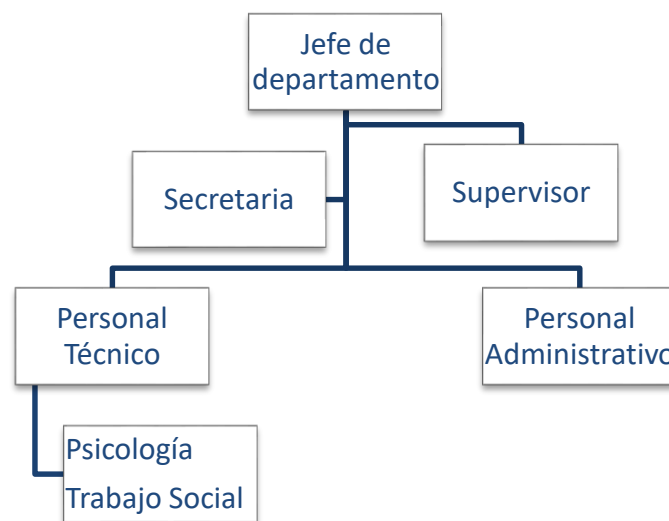 Jefe de
departamento
Secretaria
Supervisor
Personal
Técnico
Personal
Administrativo
Psicología
Trabajo Social